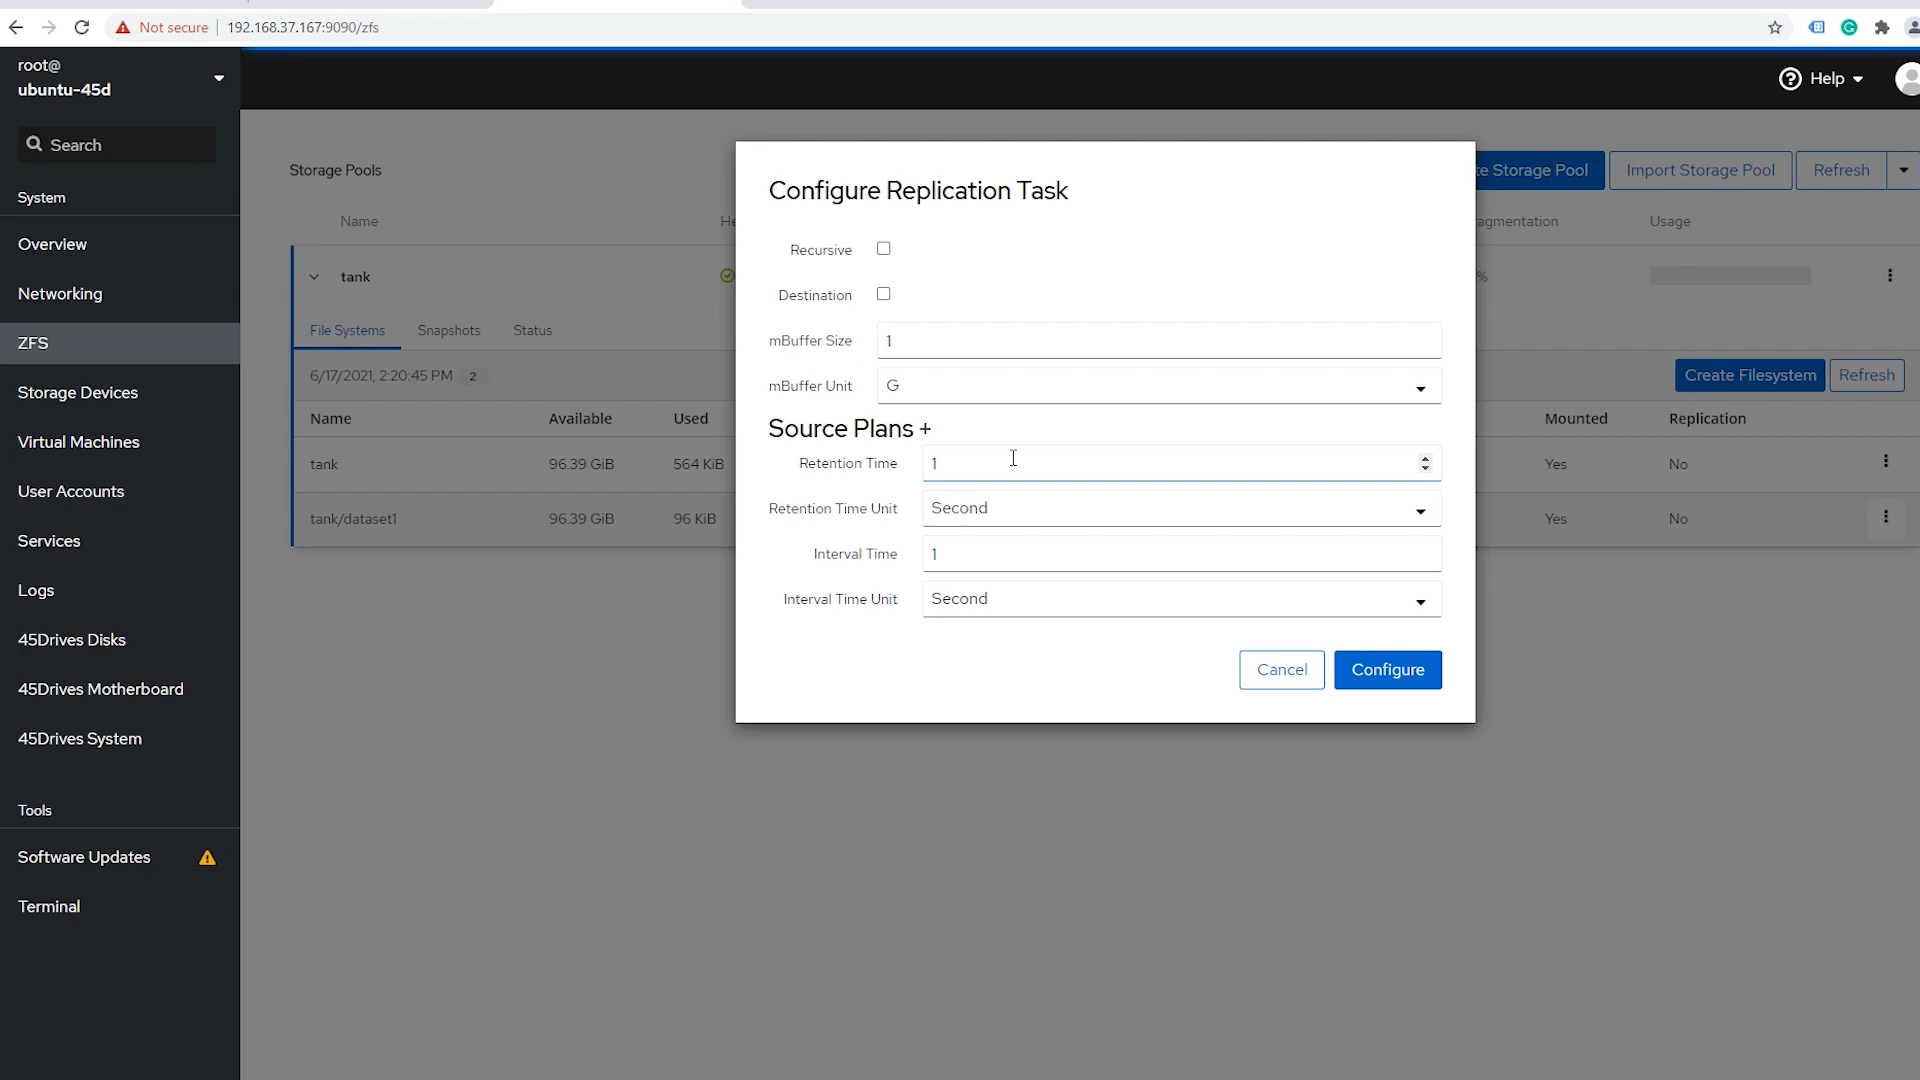 Not secure 192.168.37.167:9090/zfs
root@
ubuntu-45d
Help
Search
System
Overview
Networking
ZFS
Storage Devices
Virtual Machines
User Accounts
Services
Logs
45Drives Disks
45Drives Motherboard
45Drives System
Tools
Software Updates
Terminal
Storage Pools
te Storage Pool
Import Storage Pool
Refresh
Name
He
ragmentation
Usage
tank
%
File Systems
Snapshots
Status
6/17/2021, 2:20:45 PM 2
Create Filesystem
Refresh
Name Available Used Mounted Replication
tank 96.39 GiB 564 KiB Yes No
tank/dataset1 96.39 GiB 96 KiB Yes No
Configure Replication Task
Recursive
Destination
mBuffer Size 1
mBuffer Unit G
Source Plans +
Retention Time 1
Retention Time Unit Second
Interval Time 1
Interval Time Unit Second
Cancel
Configure